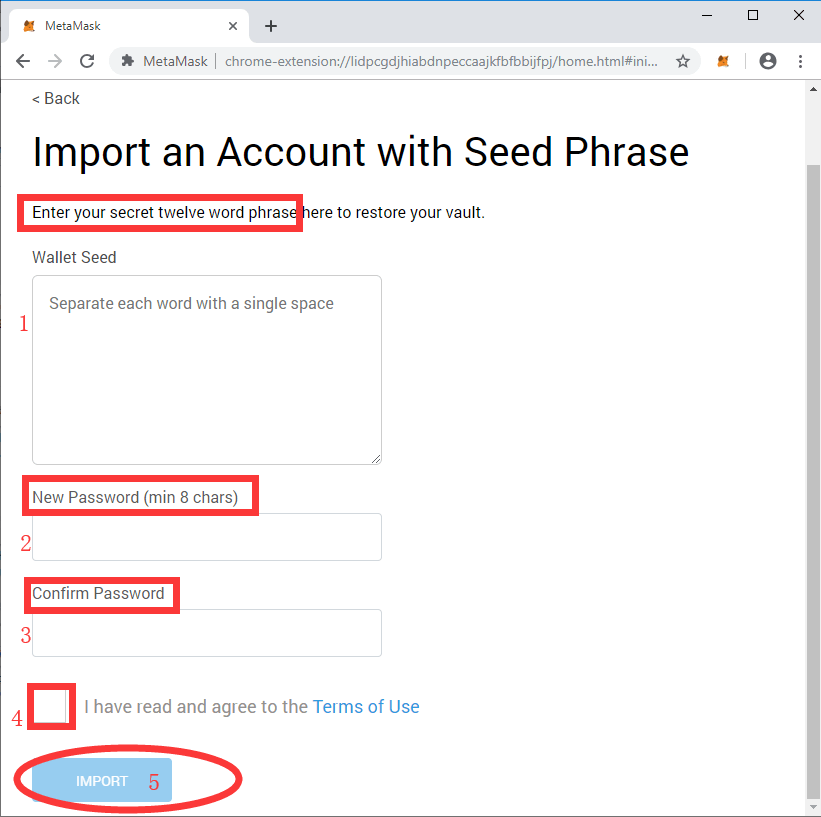 MetaMask
MetaMask chrome-extension://lidpcgdjhiabdnpeccaajkfbfbbijfpj/home.html#ini...
< Back
Import an Account with Seed Phrase
Enter your secret twelve word phrase here to restore your vault.
Wallet Seed
Separate each word with a single space
1
New Password (min 8 chars)
2
Confirm Password
3
4 I have read and agree to the Terms of Use
IMPORT 5